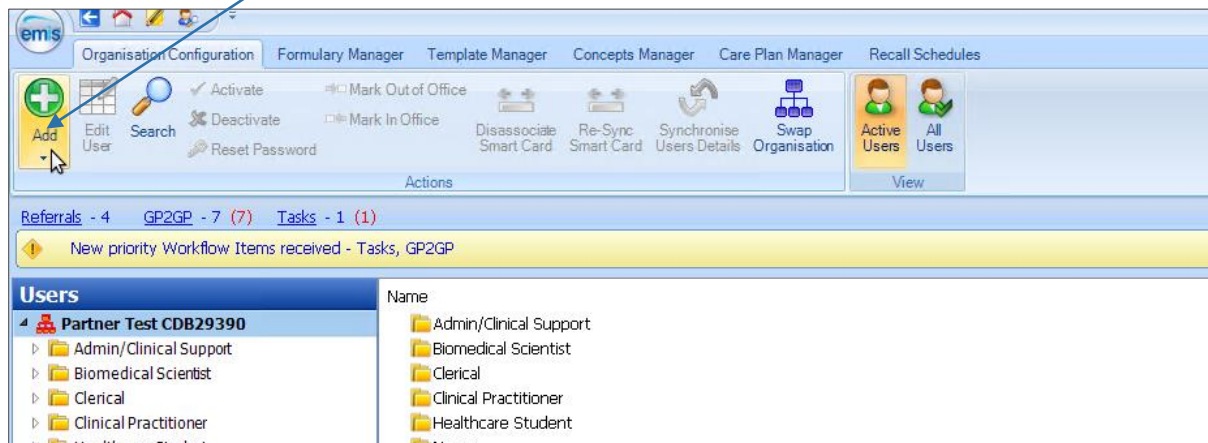 emis
Organisation Configuration Formulary Manager Template Manager Concepts Manager Care Plan Manager Recall Schedules
Add
Edit User
Search
Activate
Deactivate
Reset Password
Mark Out of Office
Mark In Office
Disassociate Smart Card
Re-Sync Smart Card
Synchronise Users Details
Swap Organisation
Active Users
All Users
Actions
View
Referrals - 4 GP2GP - 7 (7) Tasks - 1 (1)
New priority Workflow Items received - Tasks, GP2GP
Users
Partner Test CDB29390
Admin/Clinical Support
Biomedical Scientist
Clerical
Clinical Practitioner
Name
Admin/Clinical Support
Biomedical Scientist
Clerical
Clinical Practitioner
Healthcare Student